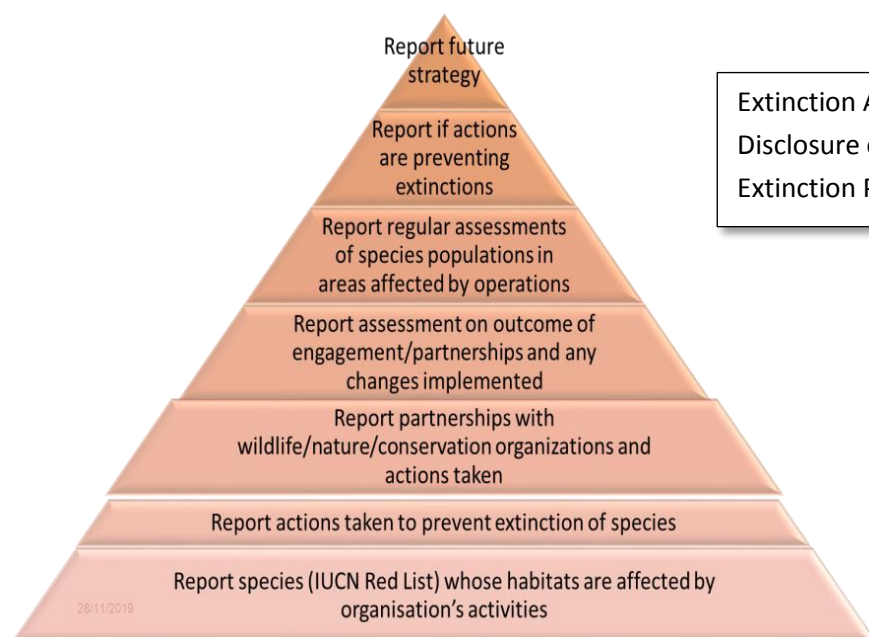 Report future
strategy
Report if actions
are preventing
extinctions
Report regular assessments
of species populations in
areas affected by operations
Report assessment on outcome of
engagement/partnerships and any
changes implemented
Report partnerships with
wildlife/nature/conservation organizations and
actions taken
Report actions taken to prevent extinction of species
Report species (IUCN Red List) whose habitats are affected by
organisation's activities
28/11/2019
Extinction
Disclosure
Extinction